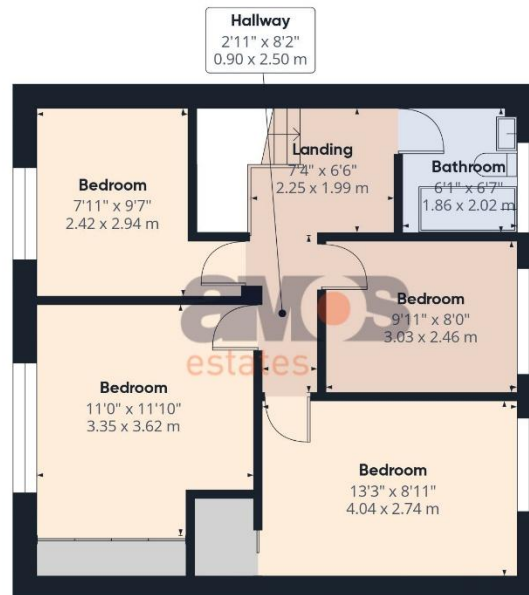 Hallway
2'11" x 8'2"
0.90 x 2.50 m
Landing
7'4" x 6'6"
2.25 x 1.99 m
Bathroom
6'1" x 6'7"
1.86 x 2.02 m
Bedroom
7'11" x 9'7"
2.42 x 2.94 m
Bedroom
9'11" x 8'0"
3.03 x 2.46 m
amos
estates
Bedroom
11'0" x 11'10"
3.35 x 3.62 m
Bedroom
13'3" x 8'11"
4.04 x 2.74 m